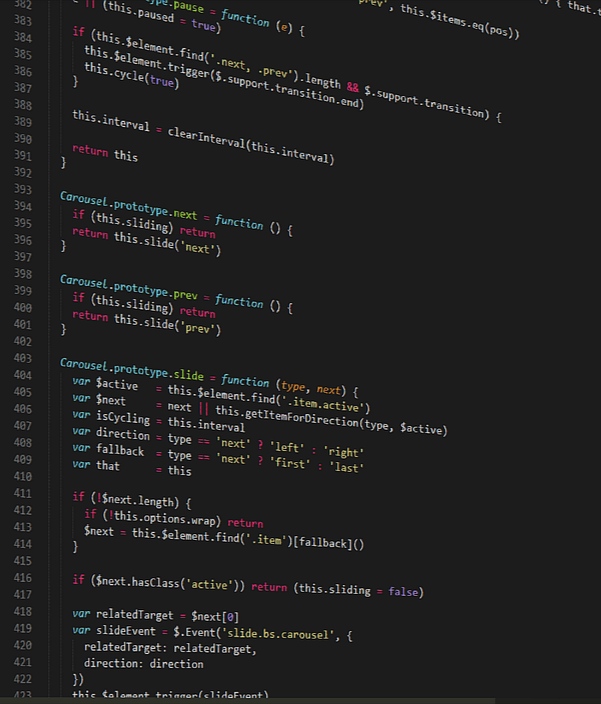 382 e || (this.paused = true)
ype.pause = function (e) {
prev', this.$items.eq(pos))
() { that.t
383
384 if (this.$element.find('.next, .prev').length && $.support.transition) {
385 this.$element.trigger($.support.transition.end)
386 this.cycle(true)
387 }
388
389 this.interval = clearInterval(this.interval)
390
391 return this
392 }
393
394 Carousel.prototype.next = function () {
395 if (this.sliding) return
396 return this.slide('next')
397 }
398
399 Carousel.prototype.prev = function () {
400 if (this.sliding) return
401 return this.slide('prev')
402 }
403
404 Carousel.prototype.slide = function (type, next) {
405 var $active = this.$element.find('.item.active')
406 var $next = next || this.getItemForDirection(type, $active)
407 var isCycling = this.interval
408 var direction = type == 'next' ? 'left' : 'right'
409 var fallback = type == 'next' ? 'first' : 'last'
410 var that = this
411 if (!$next.length) {
412 if (!this.options.wrap) return
413 $next = this.$element.find('.item')[fallback]()
414 }
415
416 if ($next.hasClass('active')) return (this.sliding = false)
417
418 var relatedTarget = $next[0]
419 var slideEvent = $.Event('slide.bs.carousel', {
420 relatedTarget: relatedTarget,
421 direction: direction
422 })
423 this.$element.trigger(slideEvent)